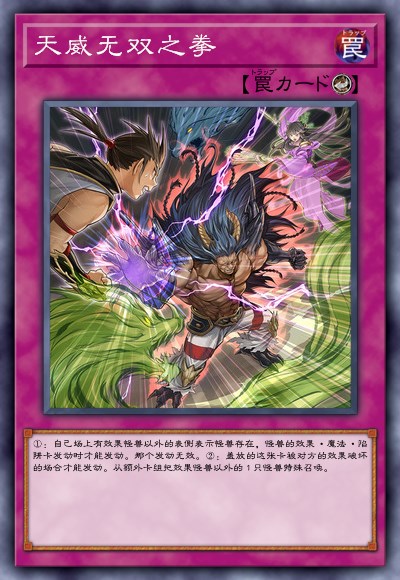 天威无双之拳
トラップ
罠
トラップ
【罠カード】
①：自己场上有效果怪兽以外的表侧表示怪兽存在，怪兽的效果·魔法·陷
阱卡发动时才能发动。那个发动无效。②：盖放的这张卡被对方的效果破坏
的场合才能发动。从额外卡组把效果怪兽以外的１只怪兽特殊召唤。